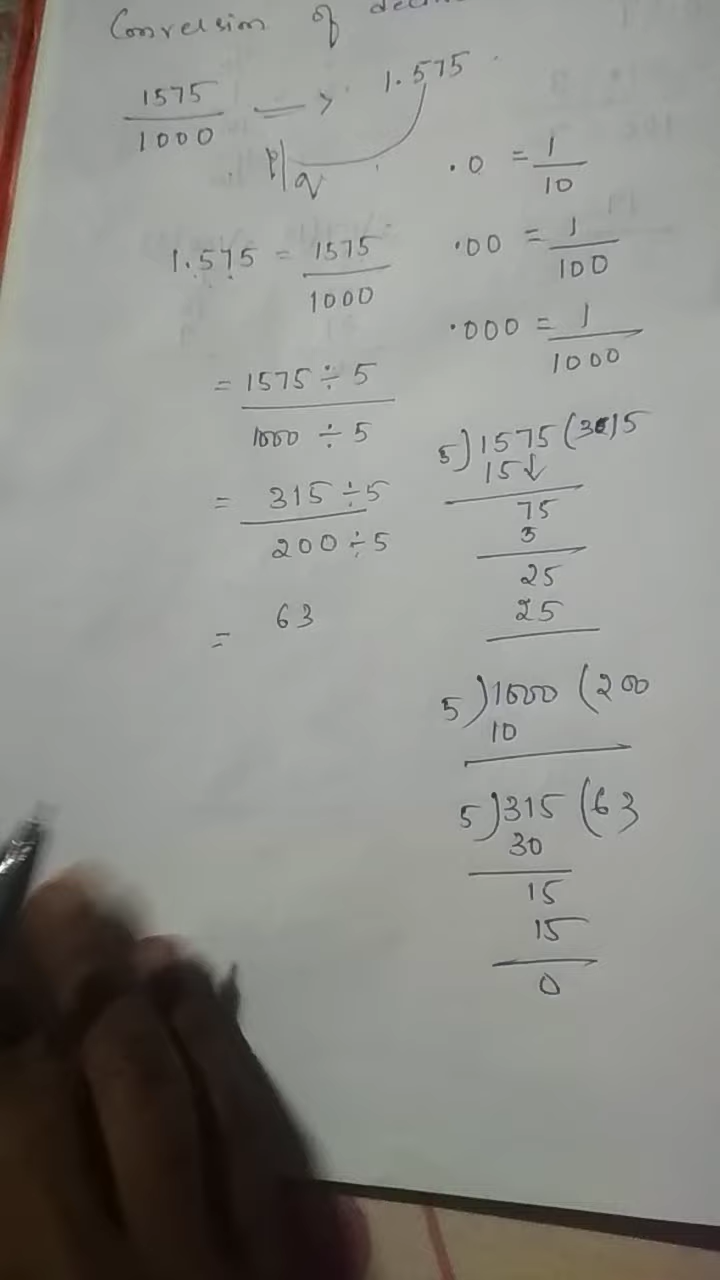 Conversion of
1575/1000 => 1.575
P/q
.0 = 1/10
1.575 = 1575/1000
.00 = 1/100
.000 = 1/1000
= 1575 ÷ 5
1000 ÷ 5
= 315 ÷ 5
200 ÷ 5
= 63
5)1575(315
15↓
75
5
25
25
5)1000(200
10
5)315(63
30
15
15
0